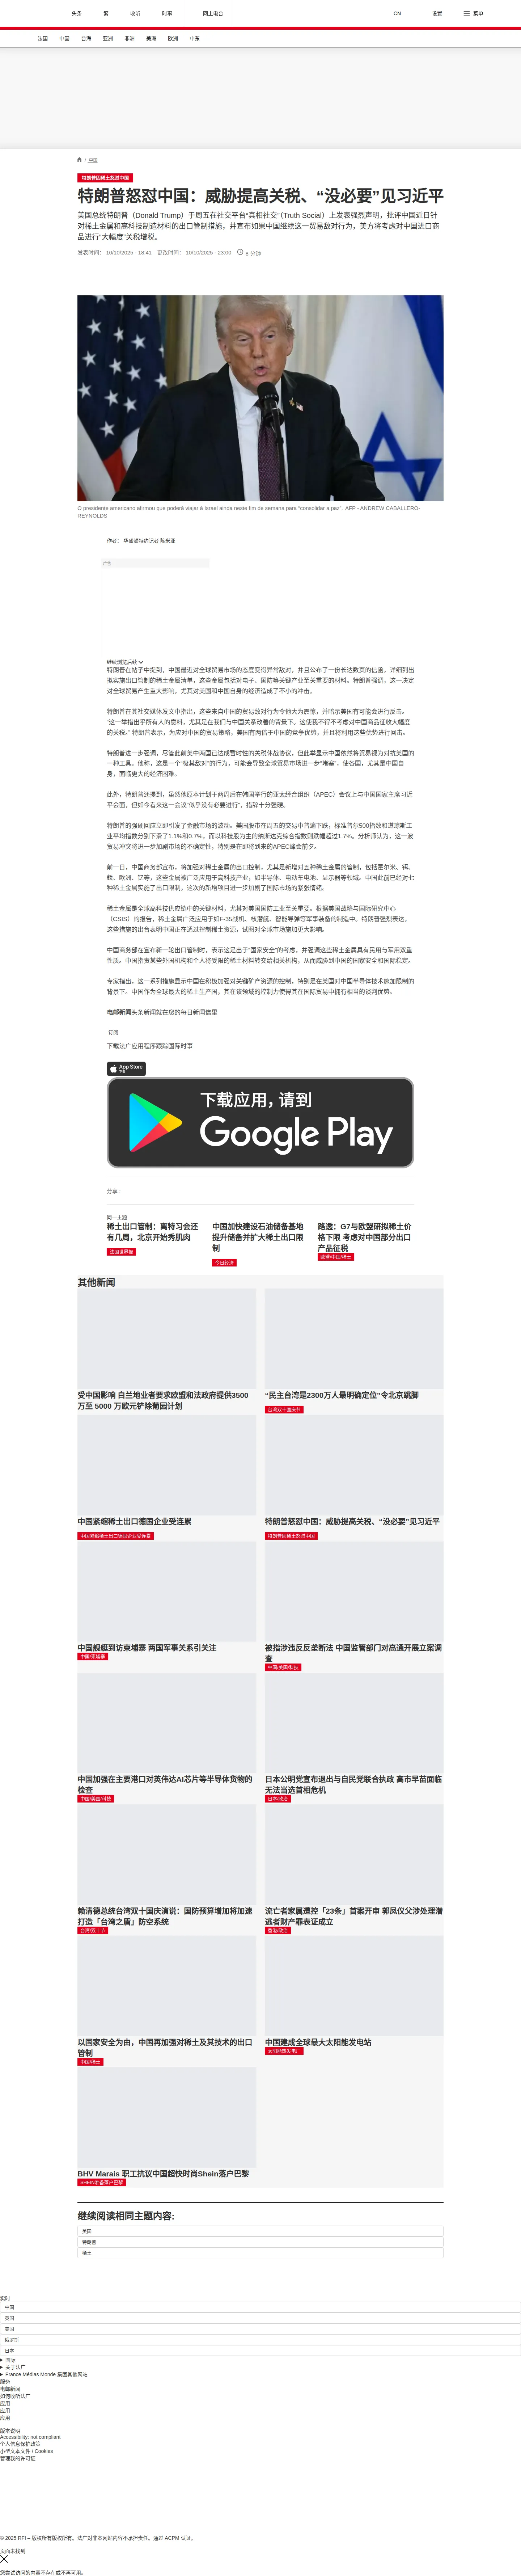 头条
繁
收听
时事
网上电台
CN
设置
菜单
法国
中国
台海
亚洲
非洲
美洲
欧洲
中东
/ 中国
特朗普因稀土怒怼中国
特朗普怒怼中国：威胁提高关税、“没必要”见习近平
美国总统特朗普（Donald Trump）于周五在社交平台“真相社交”（Truth Social）上发表强烈声明，批评中国近日针
对稀土金属和高科技制造材料的出口管制措施，并宣布如果中国继续这一贸易敌对行为，美方将考虑对中国进口商
品进行“大幅度”关税增税。
发表时间： 10/10/2025 - 19:41 更改时间： 10/10/2025 - 23:00 8 分钟
O presidente americano afirmou que poderá viajar à Israel ainda neste fim de semana para "consolidar a paz". AFP - ANDREW CABALLERO-
REYNOLDS
作者： 华盛顿特约记者 陈米亚
广告
继续浏览后续
特朗普在帖子中提到，中国最近对全球贸易市场的态度变得异常敌对，并且公布了一份长达数页的信函，详细列出
拟实施出口管制的稀土金属清单，这些金属包括对电子、国防等关键产业至关重要的材料。特朗普强调，这一决定
对全球贸易产生重大影响，尤其对美国和中国自身的经济造成了不小的冲击。
特朗普在其社交媒体发文中指出，这些来自中国的贸易敌对行为令他大为震惊，并暗示美国有可能会进行反击。
“这一举措出乎所有人的意料，尤其是在我们与中国关系改善的背景下。这使我不得不考虑对中国商品征收大幅度
的关税。” 特朗普表示，为应对中国的贸易策略，美国有两倍于中国的竞争优势，并且将利用这些优势进行回击。
特朗普进一步强调，尽管此前美中两国已达成暂时性的关税休战协议，但此举显示中国依然将贸易视为对抗美国的
一种工具。他称，这是一个“极其敌对”的行为，可能会导致全球贸易市场进一步“堵塞”，使各国，尤其是中国自
身，面临更大的经济困难。
此外，特朗普还提到，虽然他原本计划于两周后在韩国举行的亚太经合组织（APEC）会议上与中国国家主席习近
平会面，但如今看来这一会议“似乎没有必要进行”，措辞十分强硬。
特朗普的强硬回应立即引发了金融市场的波动。美国股市在周五的交易中普遍下跌，标准普尔500指数和道琼斯工
业平均指数分别下滑了1.1%和0.7%。而以科技股为主的纳斯达克综合指数则跌幅超过1.7%。分析师认为，这一波
贸易冲突将进一步加剧市场的不确定性，特别是在即将到来的APEC峰会前夕。
前一日，中国商务部宣布，将加强对稀土金属的出口控制，尤其是新增对五种稀土金属的管制，包括霍尔米、铒、
銩、欧洲、钇等，这些金属被广泛应用于高科技产业，如半导体、电动车电池、显示器等领域。中国此前已经对七
种稀土金属实施了出口限制，这次的新增项目进一步加剧了国际市场的紧张情绪。
稀土金属是全球高科技供应链中的关键材料，尤其对美国国防工业至关重要。根据美国战略与国际研究中心
（CSIS）的报告，稀土金属广泛应用于如F-35战机、核潜艇、智能导弹等军事装备的制造中。特朗普强烈表达，
这些措施的出台表明中国正在通过控制稀土资源，试图对全球市场施加更大影响。
中国商务部在宣布新一轮出口管制时，表示这是出于“国家安全”的考虑，并强调这些稀土金属具有民用与军用双重
性质。中国指责某些外国机构和个人将受限的稀土材料转交给相关机构，从而威胁到中国的国家安全和国际稳定。
专家指出，这一系列措施显示中国在积极加强对关键矿产资源的控制，特别是在美国对中国半导体技术施加限制的
背景下。中国作为全球最大的稀土生产国，其在该领域的控制力使得其在国际贸易中拥有相当的谈判优势。
电邮新闻头条新闻就在您的每日新闻信里
订阅
下载法广应用程序跟踪国际时事
App Store
下载
下载应用，请到
Google Play
分享 :
同一主题
稀土出口管制：离特习会还
有几周，北京开始秀肌肉
法国世界报
中国加快建设石油储备基地
提升储备并扩大稀土出口限
制
今日经济
路透：G7与欧盟研拟稀土价
格下限 考虑对中国部分出口
产品征税
欧盟/中国/稀土
其他新闻
受中国影响 白兰地业者要求欧盟和法政府提供3500
万至 5000 万欧元铲除葡园计划
“民主台湾是2300万人最明确定位”令北京跳脚
台湾双十国庆节
中国紧缩稀土出口德国企业受连累
中国紧缩稀土出口德国企业受连累
特朗普怒怼中国：威胁提高关税、“没必要”见习近平
特朗普因稀土怒怼中国
中国舰艇到访柬埔寨 两国军事关系引关注
中国/柬埔寨
被指涉违反反垄断法 中国监管部门对高通开展立案调
查
中国/美国/科技
中国加强在主要港口对英伟达AI芯片等半导体货物的
检查
中国/美国/科技
日本公明党宣布退出与自民党联合执政 高市早苗面临
无法当选首相危机
日本/政治
赖清德总统台湾双十国庆演说：国防预算增加将加速
打造「台湾之盾」防空系统
台湾/双十节
流亡者家属遭控「23条」首案开审 郭凤仪父涉处理潜
逃者财产罪表证成立
香港/政治
以国家安全为由，中国再加强对稀土及其技术的出口
管制
中国/稀土
中国建成全球最大太阳能发电站
太阳能热发电厂
BHV Marais 职工抗议中国超快时尚Shein落户巴黎
SHEIN准备落户巴黎
继续阅读相同主题内容:
美国
特朗普
稀土
实时
中国
英国
美国
俄罗斯
日本
国际
关于法广
France Médias Monde 集团其他网站
服务
电邮新闻
如何收听法广
应用
应用
应用
版本说明
Accessibility: not compliant
个人信息保护政策
小型文本文件 / Cookies
管理我的许可证
© 2025 RFI – 版权所有版权所有。法广对非本网站内容不承担责任。通过 ACPM 认证。
页面未找到
您尝试访问的内容不存在或不再可用。